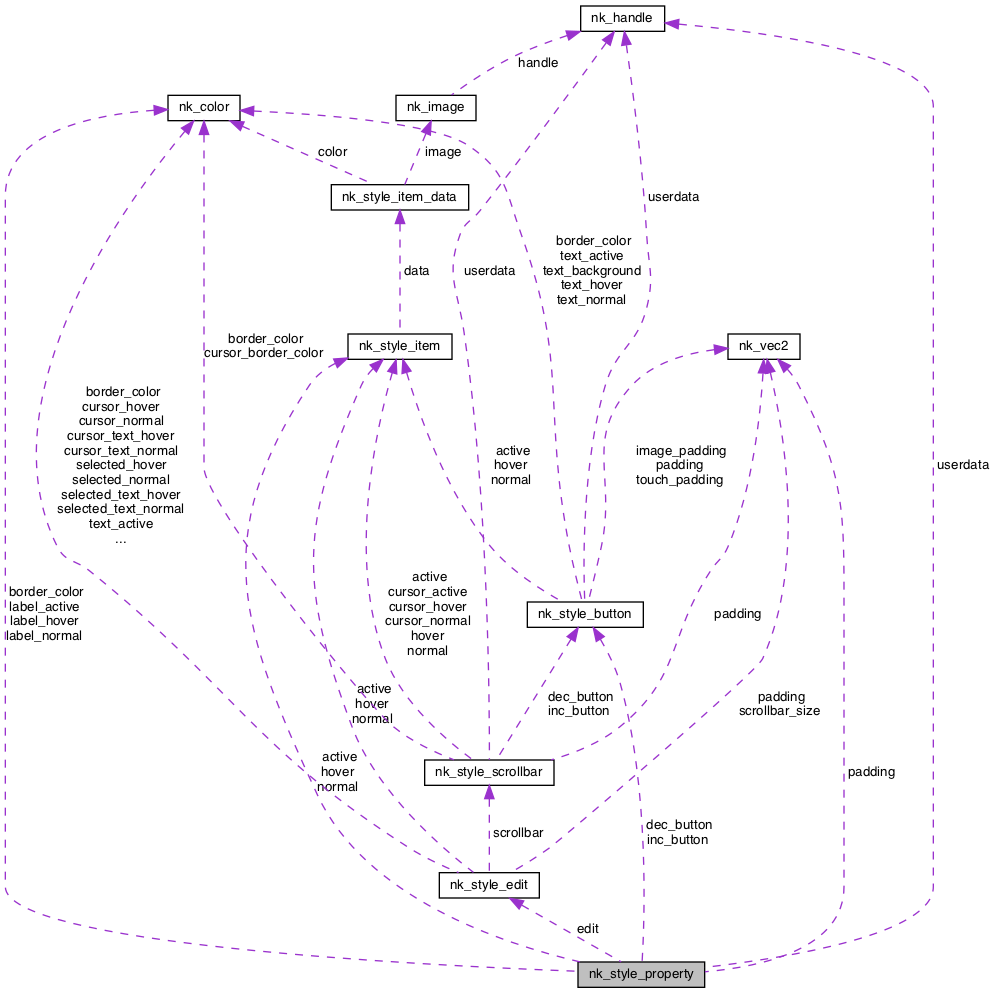 nk_handle
handle
nk_color
nk_image
color
image
nk_style_item_data
userdata
border_color
text_active
text_background
text_hover
text_normal
data
userdata
border_color
cursor_border_color
nk_style_item
nk_vec2
border_color
cursor_hover
cursor_normal
cursor_text_hover
cursor_text_normal
selected_hover
selected_normal
selected_text_hover
selected_text_normal
text_active
...
active
hover
normal
image_padding
padding
touch_padding
userdata
border_color
label_active
label_hover
label_normal
active
cursor_active
cursor_hover
cursor_normal
hover
normal
nk_style_button
padding
active
hover
normal
dec_button
inc_button
padding
scrollbar_size
active
hover
normal
nk_style_scrollbar
padding
scrollbar
dec_button
inc_button
nk_style_edit
edit
nk_style_property